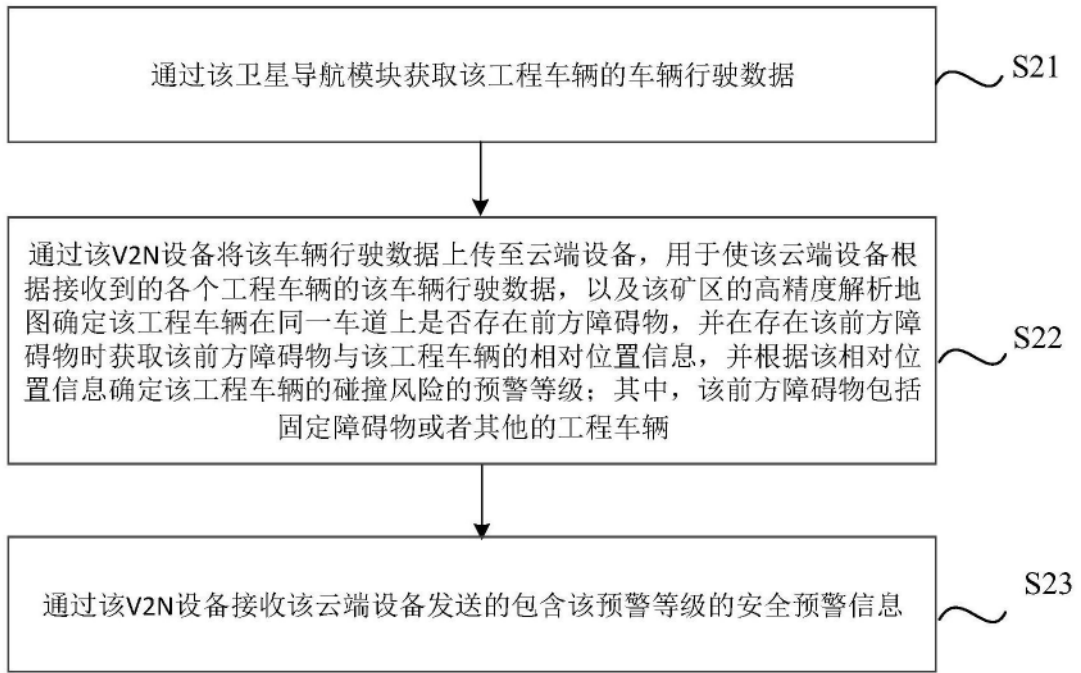 通过该卫星导航模块获取该工程车辆的车辆行驶数据
S21
通过该V2N设备将该车辆行驶数据上传至云端设备，用于使该云端设备根
据接收到的各个工程车辆的该车辆行驶数据，以及该矿区的高精度解析地
图确定该工程车辆在同一车道上是否存在前方障碍物，并在存在该前方障
碍物时获取该前方障碍物与该工程车辆的相对位置信息，并根据该相对位
置信息确定该工程车辆的碰撞风险的预警等级；其中，该前方障碍物包括
固定障碍物或者其他的工程车辆
S22
通过该V2N设备接收该云端设备发送的包含该预警等级的安全预警信息
S23